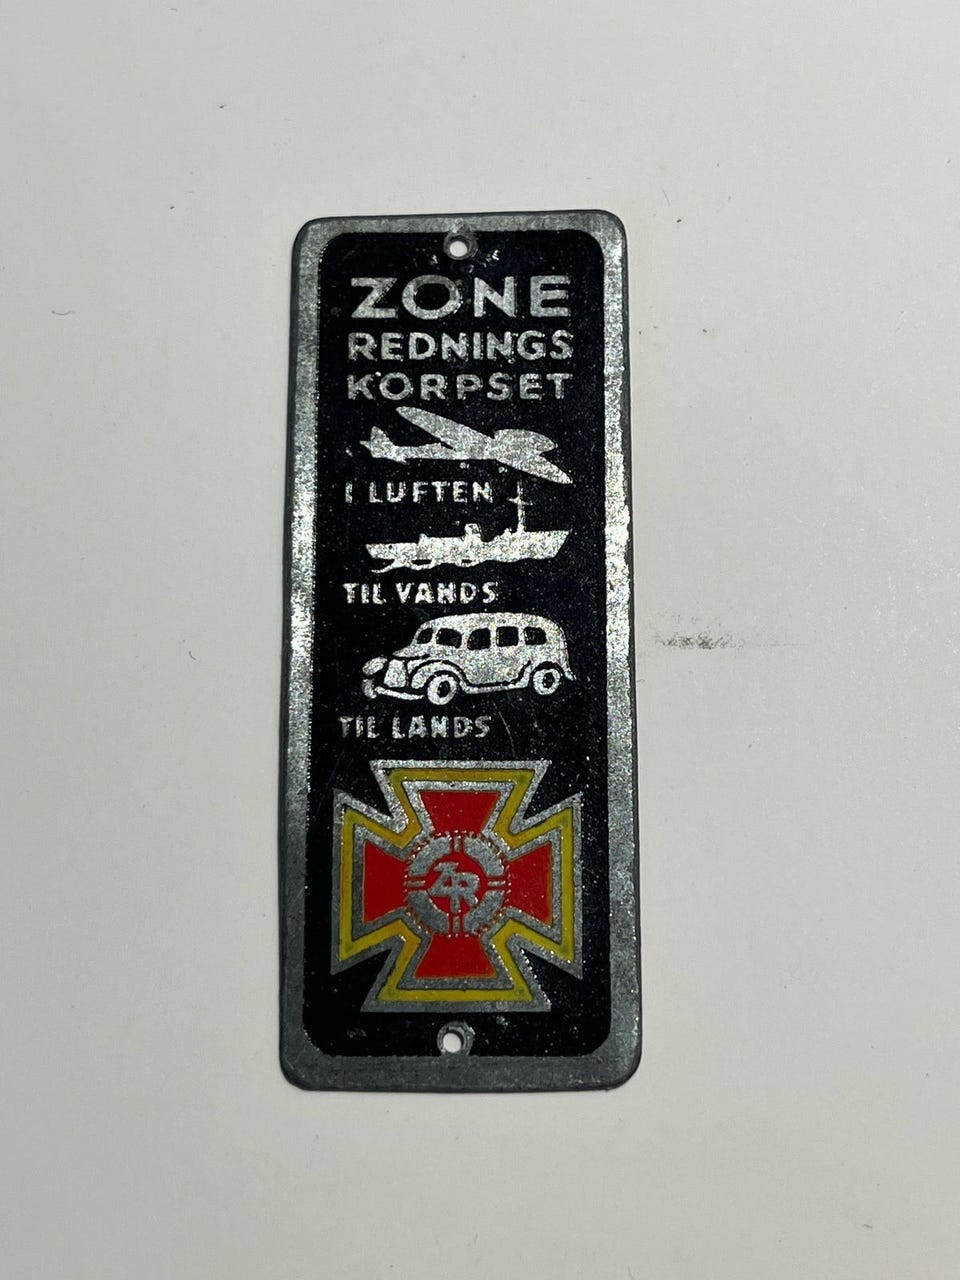 ZONE
REDNINGS
KORPSET
I LUFTEN
TIL VANDS
TIL LANDS
ZR